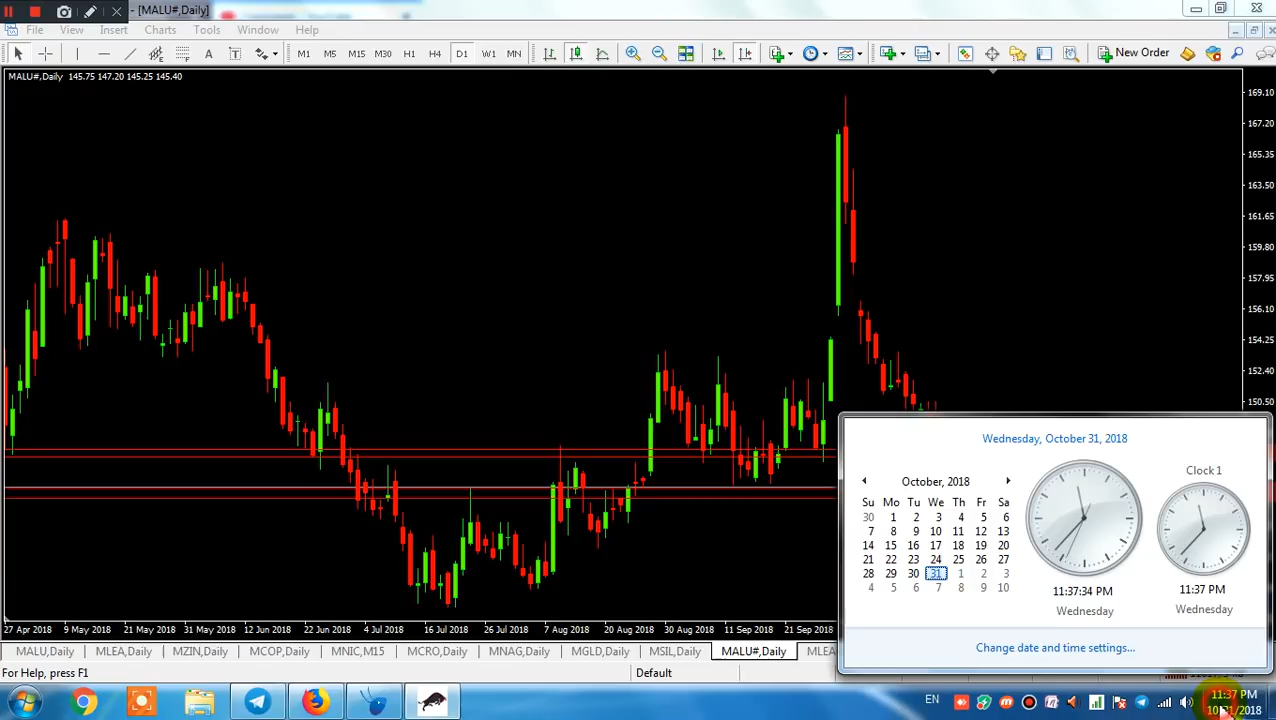 - [MALU#,Daily]
File View Insert Charts Tools Window Help
A T M1 M5 M15 M30 H1 H4 D1 W1 MN New Order
MALU#,Daily 145.75 147.20 145.25 145.40
169.10
167.20
165.35
163.50
161.65
159.80
157.95
156.10
154.25
152.40
150.50
Wednesday, October 31, 2018
October, 2018
Clock 1
Su Mo Tu We Th Fr Sa
30 1 2 3 4 5 6
7 8 9 10 11 12 13
14 15 16 17 18 19 20
21 22 23 24 25 26 27
28 29 30 31 1 2 3
4 5 6 7 8 9 10
11:37:34 PM
Wednesday
11:37 PM
Wednesday
Change date and time settings...
27 Apr 2018 9 May 2018 21 May 2018 31 May 2018 12 Jun 2018 22 Jun 2018 4 Jul 2018 16 Jul 2018 26 Jul 2018 7 Aug 2018 20 Aug 2018 30 Aug 2018 11 Sep 2018 21 Sep 2018
MALU,Daily MLEA,Daily MZIN,Daily MCOP,Daily MNIC,M15 MCRO,Daily MNAG,Daily MGLD,Daily MSIL,Daily MALU#,Daily MLEA
For Help, press F1 Default
EN
11:37 PM
10/31/2018